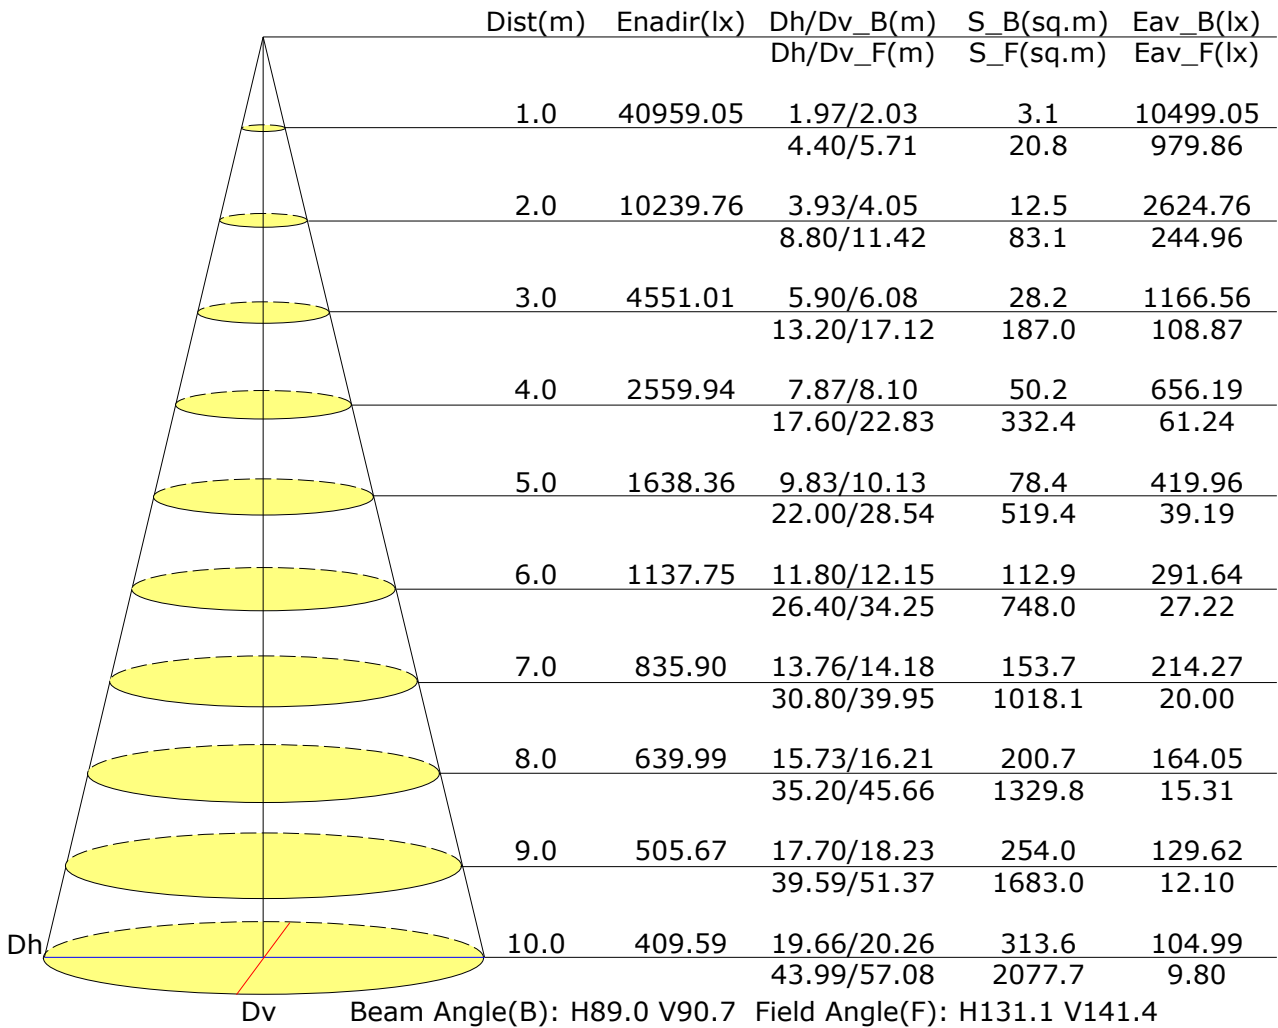 Dist(m) Enadir(lx) Dh/Dv_B(m) S_B(sq.m) Eav_B(lx)
Dh/Dv_F(m) S_F(sq.m) Eav_F(lx)
1.0 40959.05 1.97/2.03 3.1 10499.05
4.40/5.71 20.8 979.86
2.0 10239.76 3.93/4.05 12.5 2624.76
8.80/11.42 83.1 244.96
3.0 4551.01 5.90/6.08 28.2 1166.56
13.20/17.12 187.0 108.87
4.0 2559.94 7.87/8.10 50.2 656.19
17.60/22.83 332.4 61.24
5.0 1638.36 9.83/10.13 78.4 419.96
22.00/28.54 519.4 39.19
6.0 1137.75 11.80/12.15 112.9 291.64
26.40/34.25 748.0 27.22
7.0 835.90 13.76/14.18 153.7 214.27
30.80/39.95 1018.1 20.00
8.0 639.99 15.73/16.21 200.7 164.05
35.20/45.66 1329.8 15.31
9.0 505.67 17.70/18.23 254.0 129.62
39.59/51.37 1683.0 12.10
Dh 10.0 409.59 19.66/20.26 313.6 104.99
43.99/57.08 2077.7 9.80
Dv Beam Angle(B): H89.0 V90.7 Field Angle(F): H131.1 V141.4